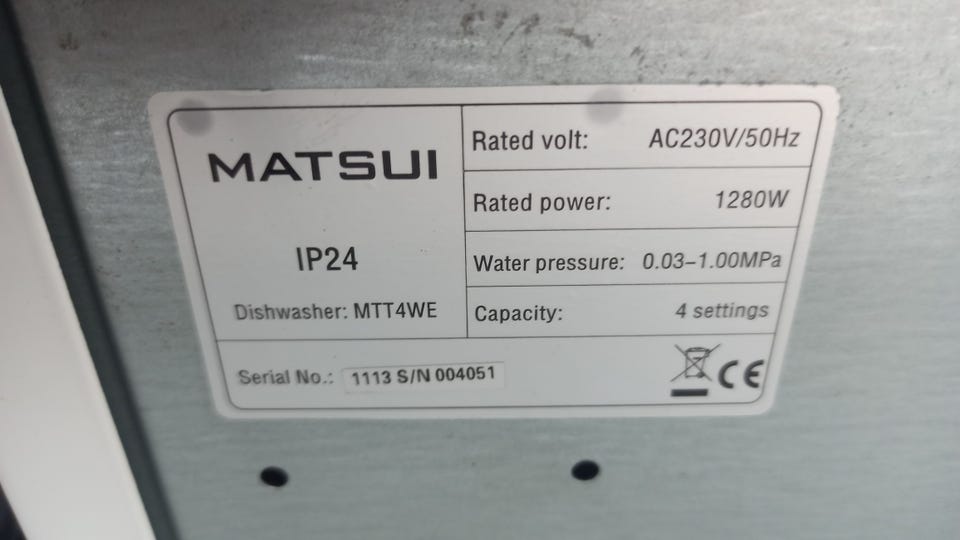 MATSUI
IP24
Dishwasher: MTT4WE
Rated volt: AC230V/50Hz
Rated power: 1280W
Water pressure: 0.03–1.00MPa
Capacity: 4 settings
Serial No.: 1113 S/N 004051
CE